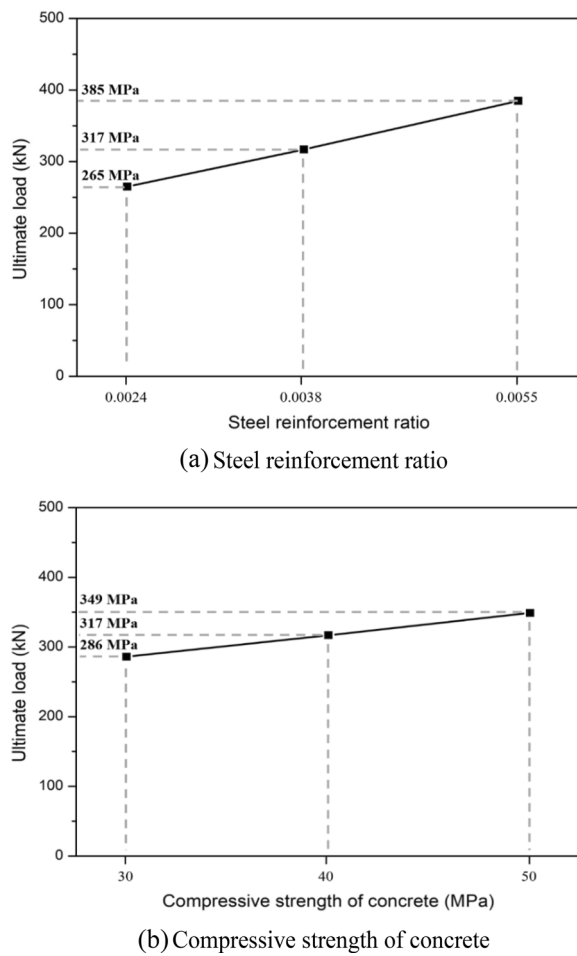 500
400
300
200
100
0
Ultimate load (kN)
385 MPa
317 MPa
265 MPa
0.0024 0.0038 0.0055
Steel reinforcement ratio
(a) Steel reinforcement ratio
500
400
300
200
100
0
Ultimate load (kN)
349 MPa
317 MPa
286 MPa
30 40 50
Compressive strength of concrete (MPa)
(b) Compressive strength of concrete